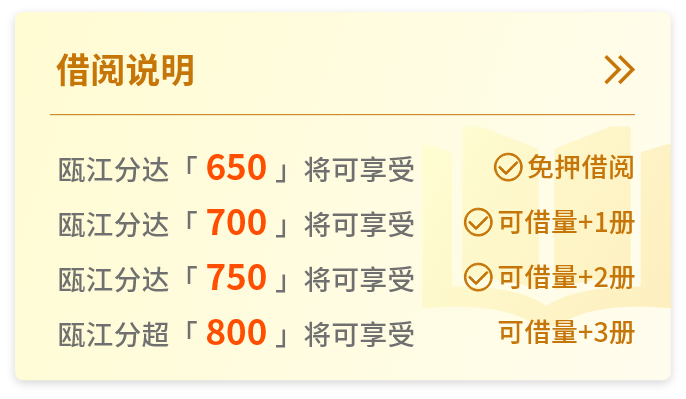 借阅说明
瓯江分达「650」将可享受 免押借阅
瓯江分达「700」将可享受 可借量+1册
瓯江分达「750」将可享受 可借量+2册
瓯江分超「800」将可享受 可借量+3册